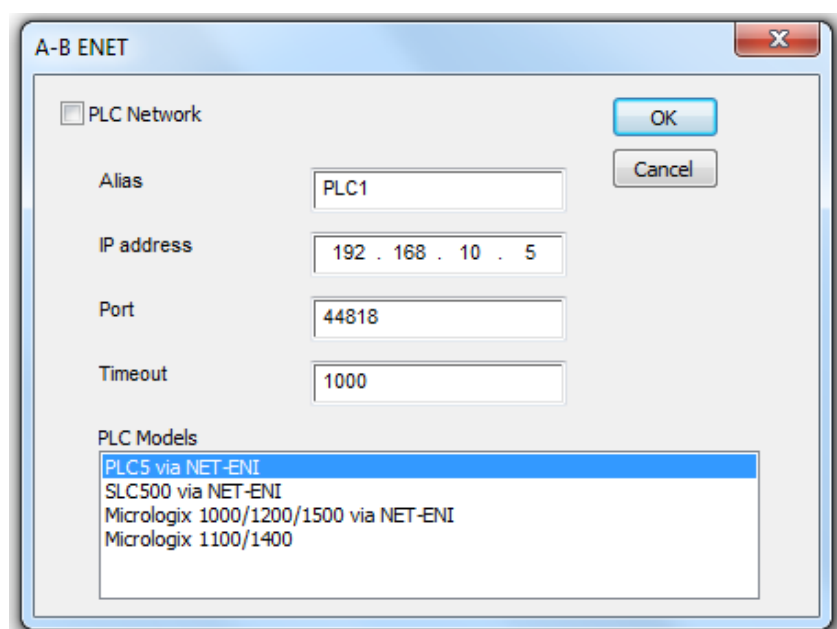 A-B ENET
PLC Network
OK
Cancel
Alias
PLC1
IP address
192 . 168 . 10 . 5
Port
44818
Timeout
1000
PLC Models
PLC5 via NET-ENI
SLC500 via NET-ENI
Micrologix 1000/1200/1500 via NET-ENI
Micrologix 1100/1400